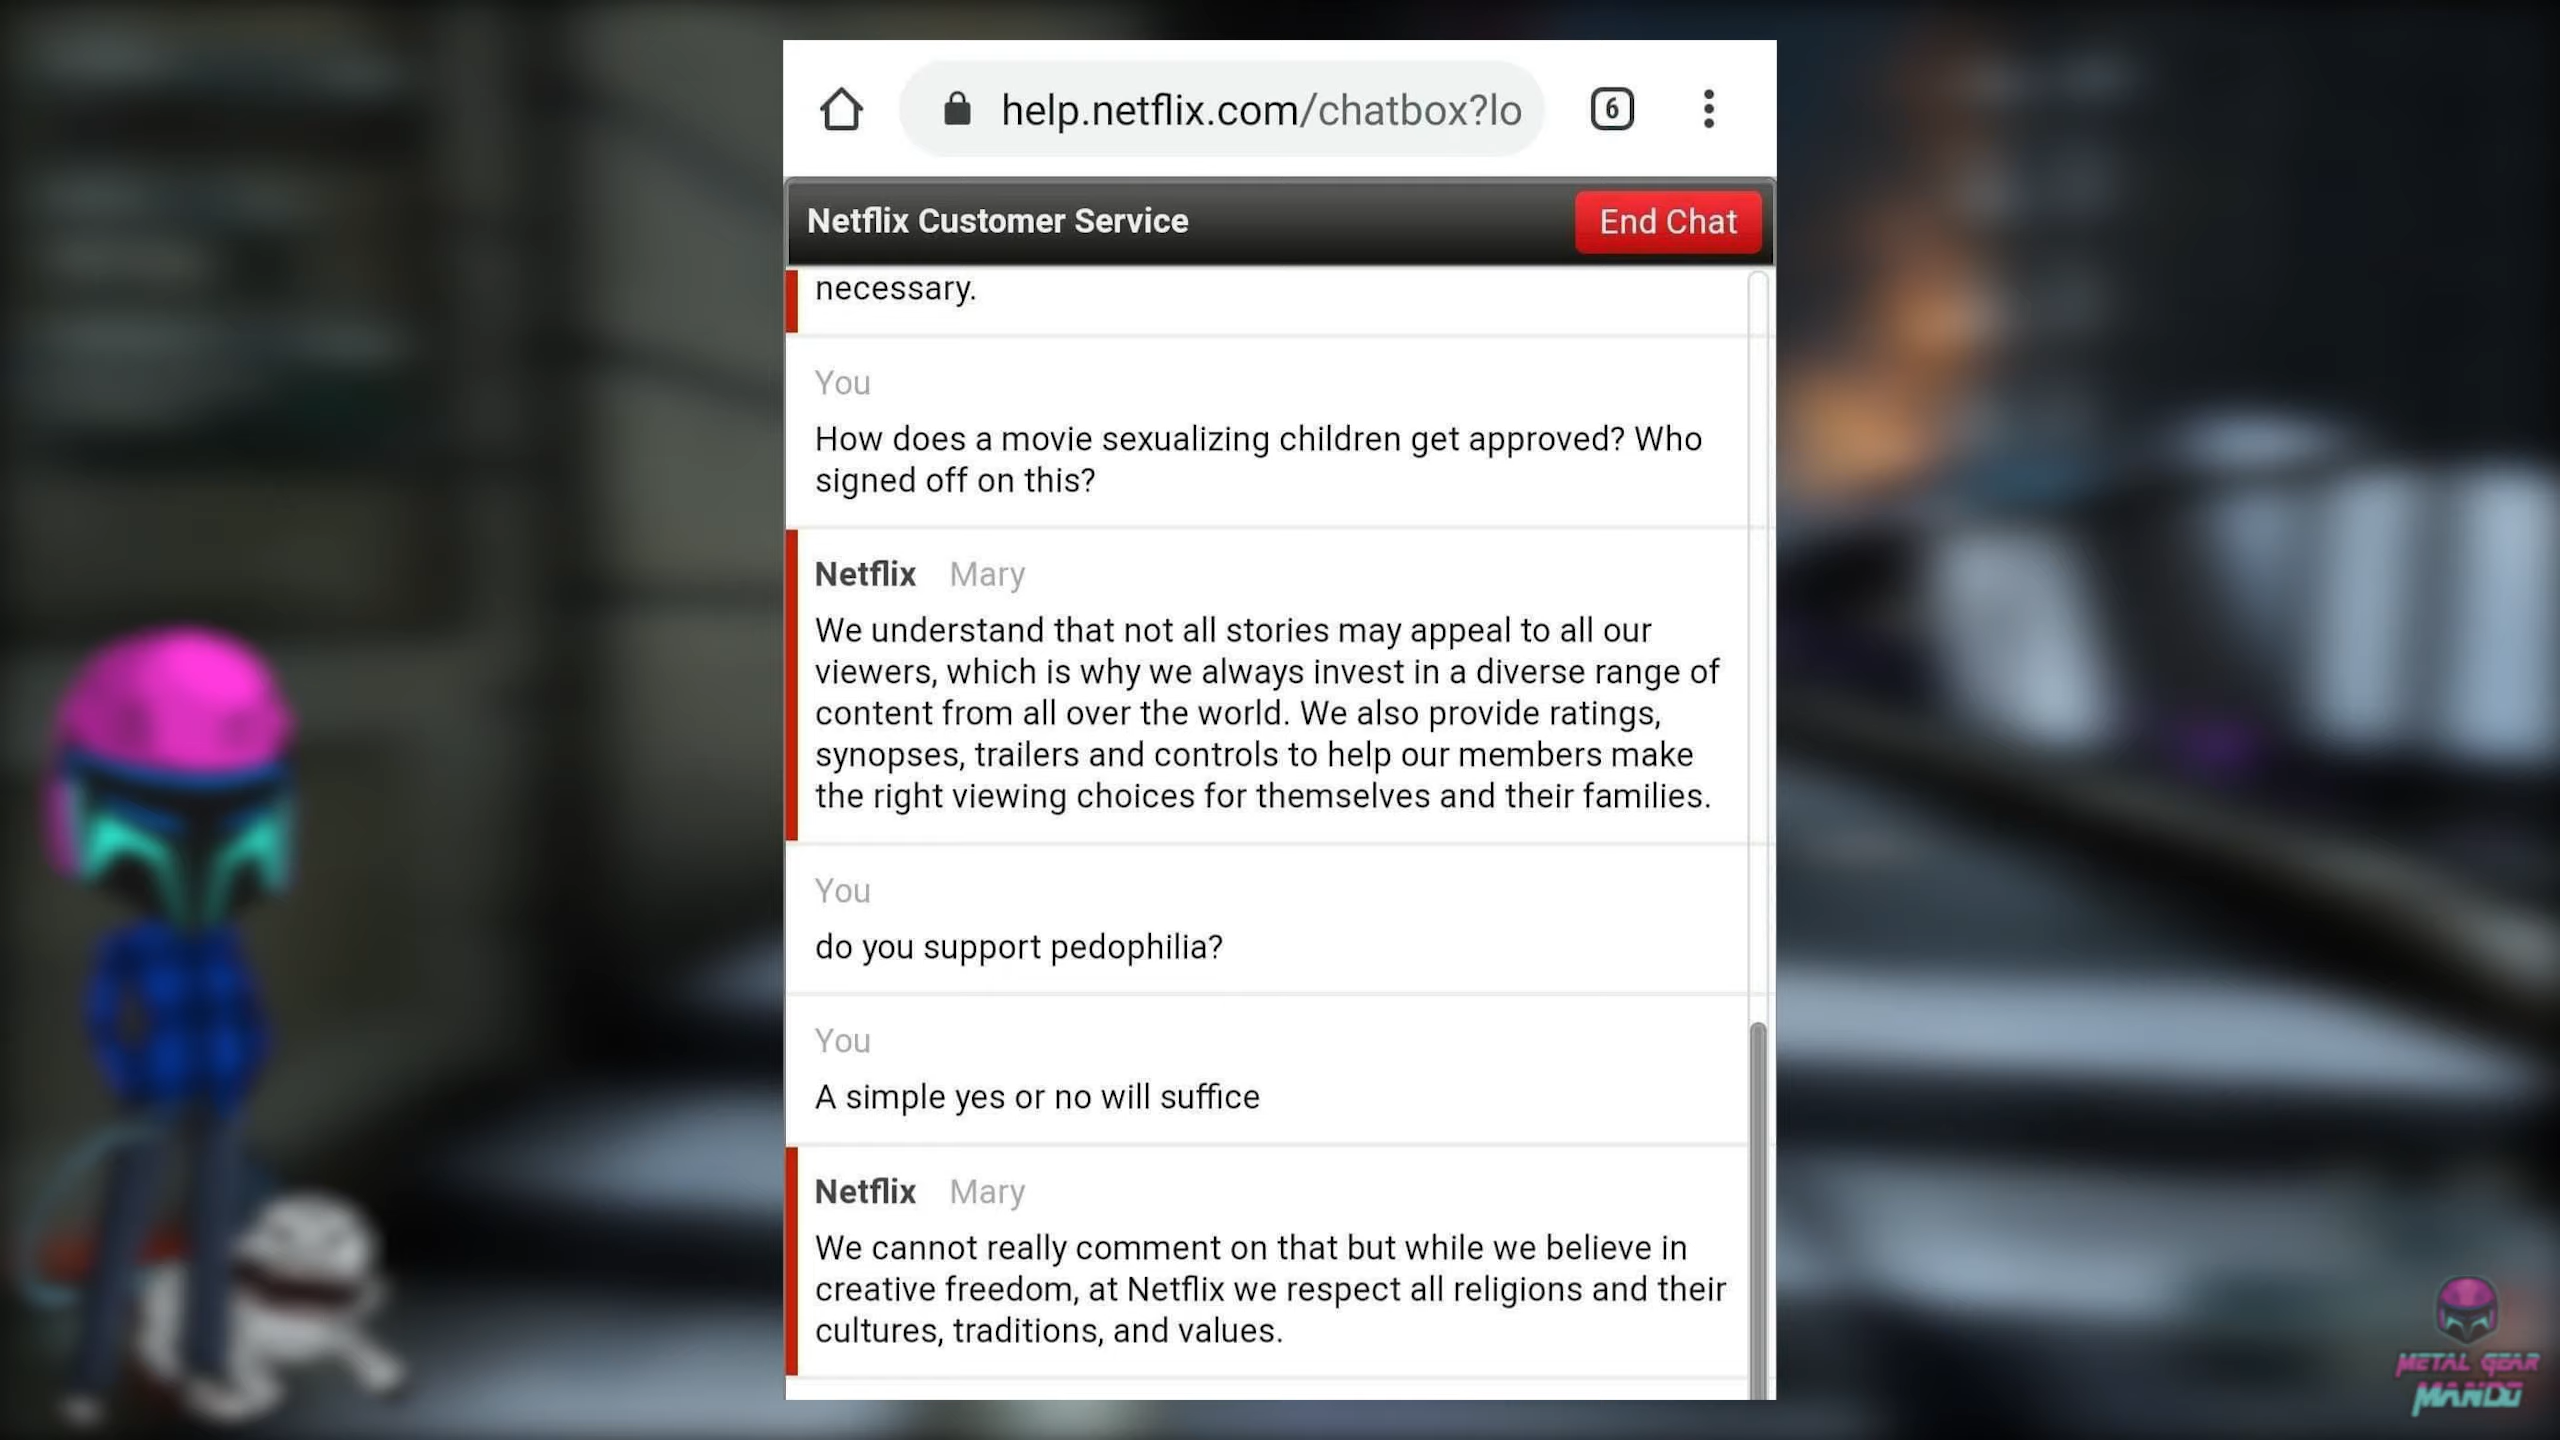 help.netflix.com/chatbox?lo
6
Netflix Customer Service
End Chat
necessary.
You
How does a movie sexualizing children get approved? Who
signed off on this?
Netflix Mary
We understand that not all stories may appeal to all our
viewers, which is why we always invest in a diverse range of
content from all over the world. We also provide ratings,
synopses, trailers and controls to help our members make
the right viewing choices for themselves and their families.
You
do you support pedophilia?
You
A simple yes or no will suffice
Netflix Mary
We cannot really comment on that but while we believe in
creative freedom, at Netflix we respect all religions and their
cultures, traditions, and values.
METAL GEAR
MANDO